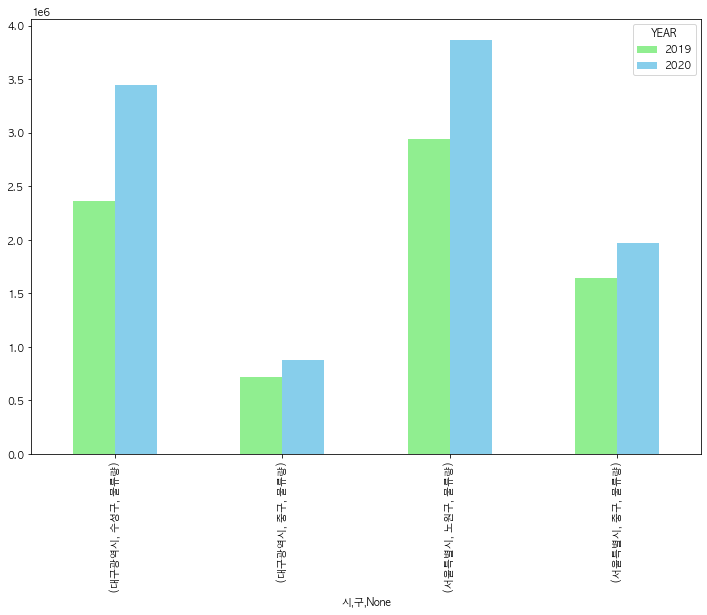 1e6
4.0
3.5
3.0
2.5
2.0
1.5
1.0
0.5
0.0
YEAR
2019
2020
(대구광역시, 수성구, 물류량)
(대구광역시, 중구, 물류량)
(서울특별시, 노원구, 물류량)
(서울특별시, 중구, 물류량)
시,구,None